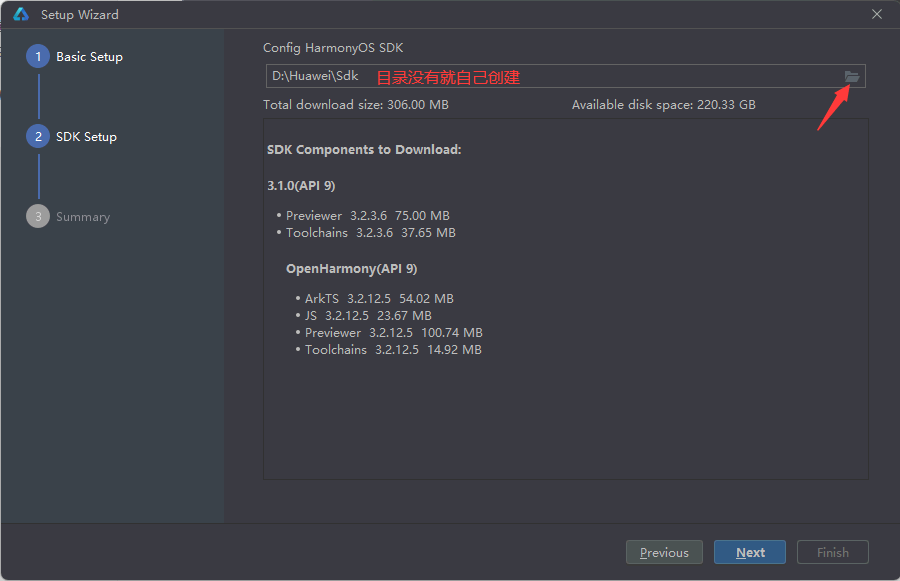 Setup Wizard
1 Basic Setup
2 SDK Setup
3 Summary
Config HarmonyOS SDK
D:\Huawei\Sdk 目录没有就自己创建
Total download size: 306.00 MB Available disk space: 220.33 GB
SDK Components to Download:
3.1.0(API 9)
• Previewer 3.2.3.6 75.00 MB
• Toolchains 3.2.3.6 37.65 MB
OpenHarmony(API 9)
• ArkTS 3.2.12.5 54.02 MB
• JS 3.2.12.5 23.67 MB
• Previewer 3.2.12.5 100.74 MB
• Toolchains 3.2.12.5 14.92 MB
Previous Next Finish